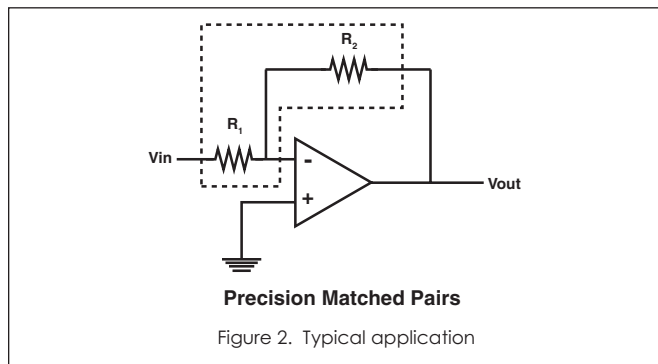 R2
R1
Vin
-
+
Vout
Precision Matched Pairs
Figure 2. Typical application